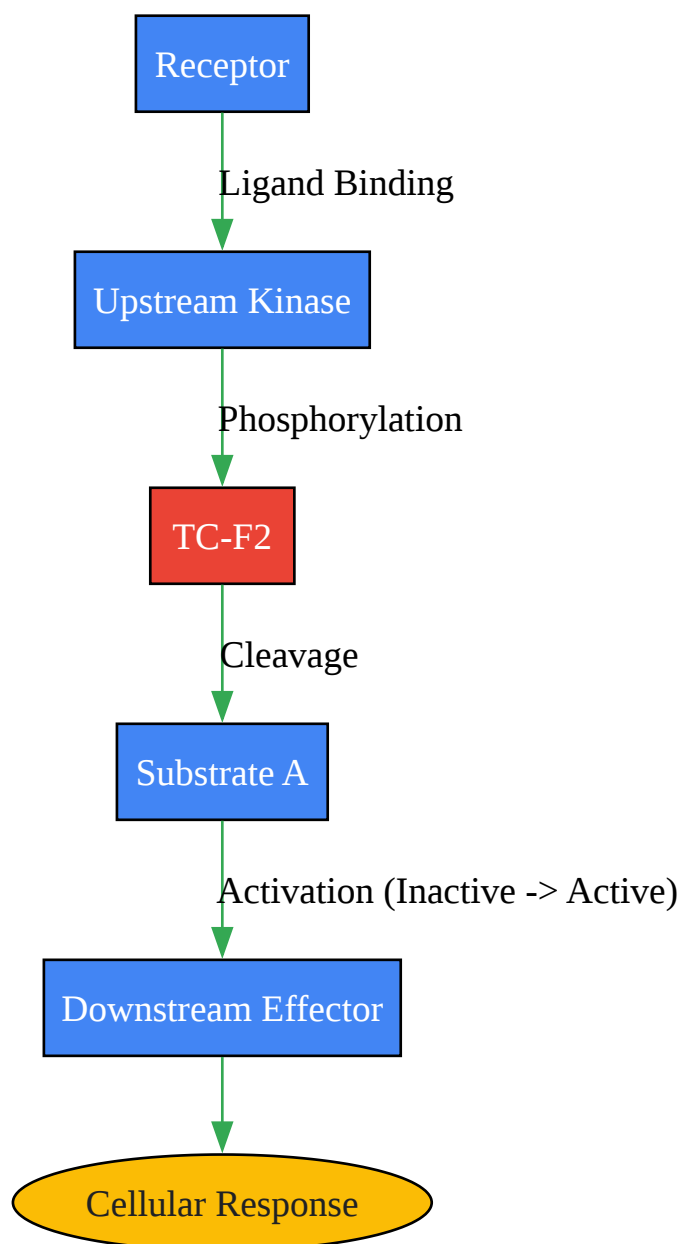 Receptor
Ligand Binding
Upstream Kinase
Phosphorylation
TC-F2
Cleavage
Substrate A
Activation (Inactive -> Active)
Downstream Effector
Cellular Response